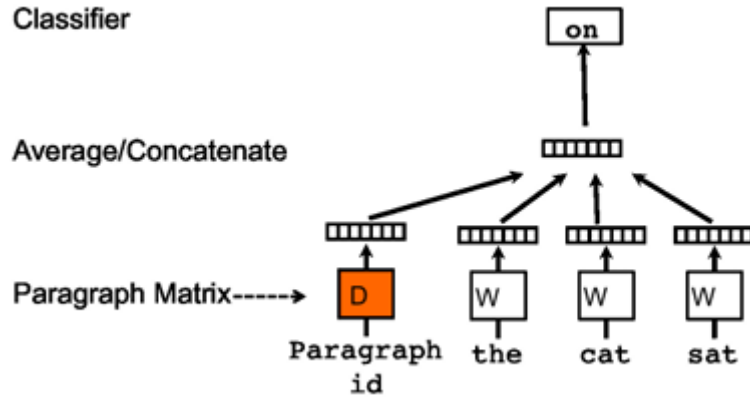 Classifier
on
Average/Concatenate
Paragraph Matrix
D
W
W
W
Paragraph
id
the
cat
sat